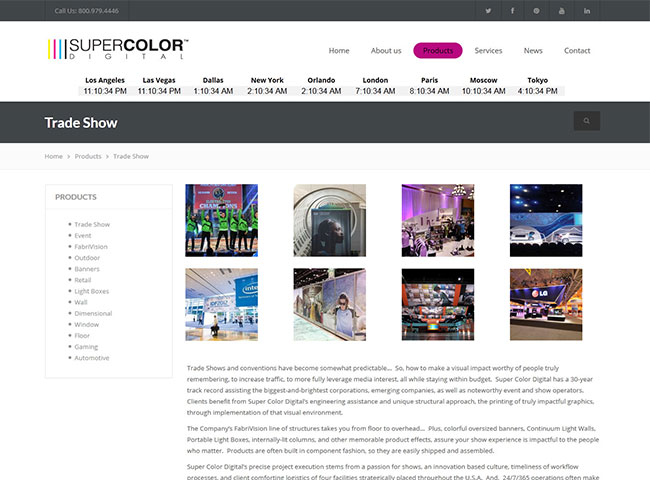 Call Us: 800.979.4446
SUPERCOLOR™
DIGITAL
Home About us Products Services News Contact
Los Angeles Las Vegas Dallas New York Orlando London Paris Moscow Tokyo
11:10:34 PM 11:10:34 PM 1:10:34 AM 2:10:34 AM 2:10:34 AM 7:10:34 AM 8:10:34 AM 10:10:34 AM 4:10:34 PM
Trade Show
Home > Products > Trade Show
PRODUCTS
Trade Show
Event
FabriVision
Outdoor
Banners
Retail
Light Boxes
Wall
Dimensional
Window
Floor
Gaming
Automotive
CHAMPIONS
intel
LG
Trade Shows and conventions have become somewhat predictable... So, how to make a visual impact worthy of people truly
remembering, to increase traffic, to more fully leverage media interest, all while staying within budget. Super Color Digital has a 30-year
track record assisting the biggest-and-brightest corporations, emerging companies, as well as noteworthy event and show operators.
Clients benefit from Super Color Digital's engineering assistance and unique structural approach, the printing of truly impactful graphics,
through implementation of that visual environment.
The Company's FabriVision line of structures takes you from floor to overhead... Plus, colorful oversized banners, Continuum Light Walls,
Portable Light Boxes, internally-lit columns, and other memorable product effects, assure your show experience is impactful to the people
who matter. Products are often built in component fashion, so they are easily shipped and assembled.
Super Color Digital's precise project execution stems from a passion for shows, an innovation based culture, timeliness of workflow
processes, and client comforting logistics of four facilities strategically placed throughout the U.S.A. And, 24/7/365 operations often make